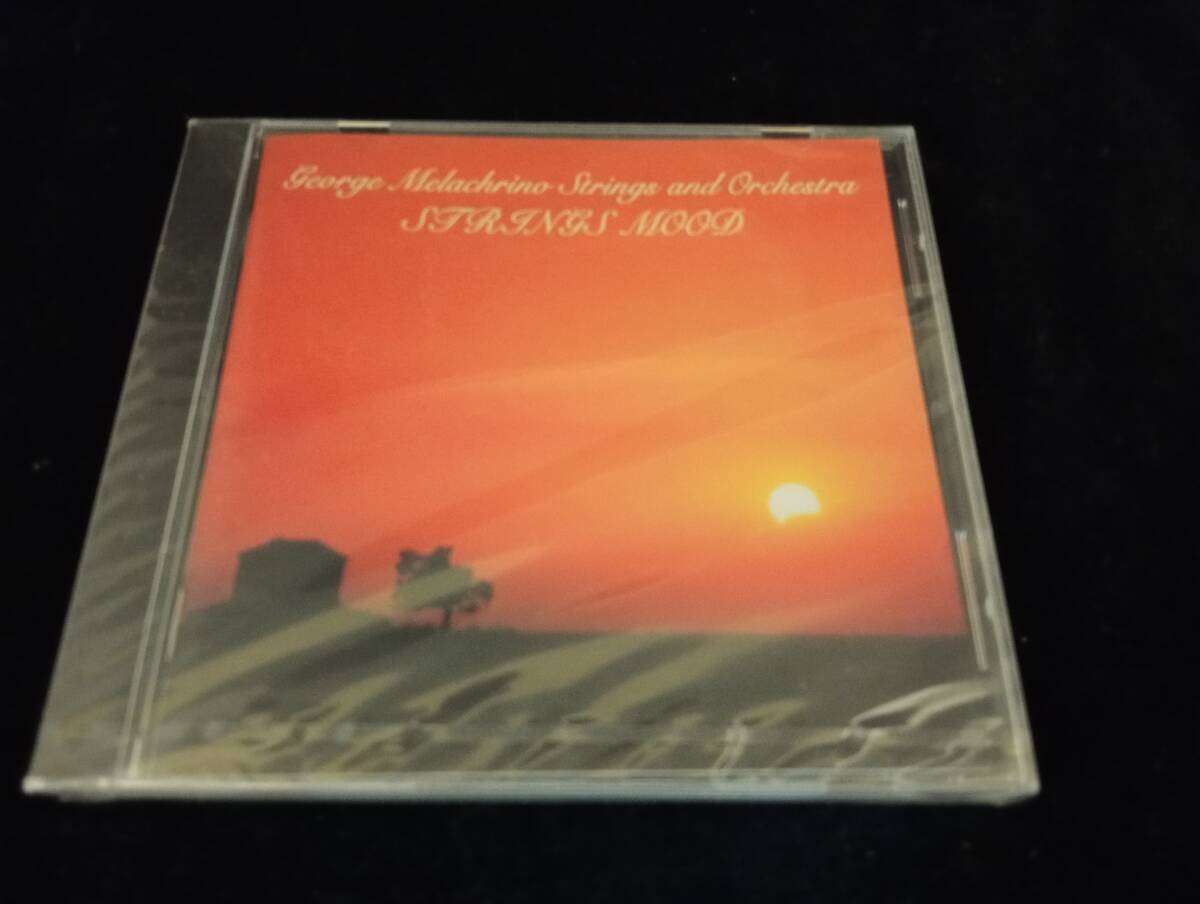 George Melachrino Strings and Orchestra
STRINGS MOOD